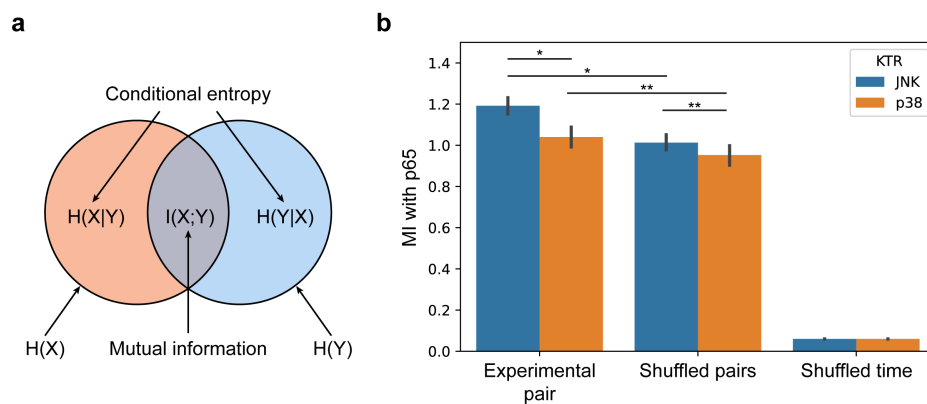 a
Conditional entropy
H(X|Y)
I(X;Y)
H(Y|X)
H(X)
Mutual information
H(Y)
b
MI with p65
1.4
1.2
1.0
0.8
0.6
0.4
0.2
0.0
*
*
**
**
KTR
JNK
p38
Experimental
pair
Shuffled pairs
Shuffled time